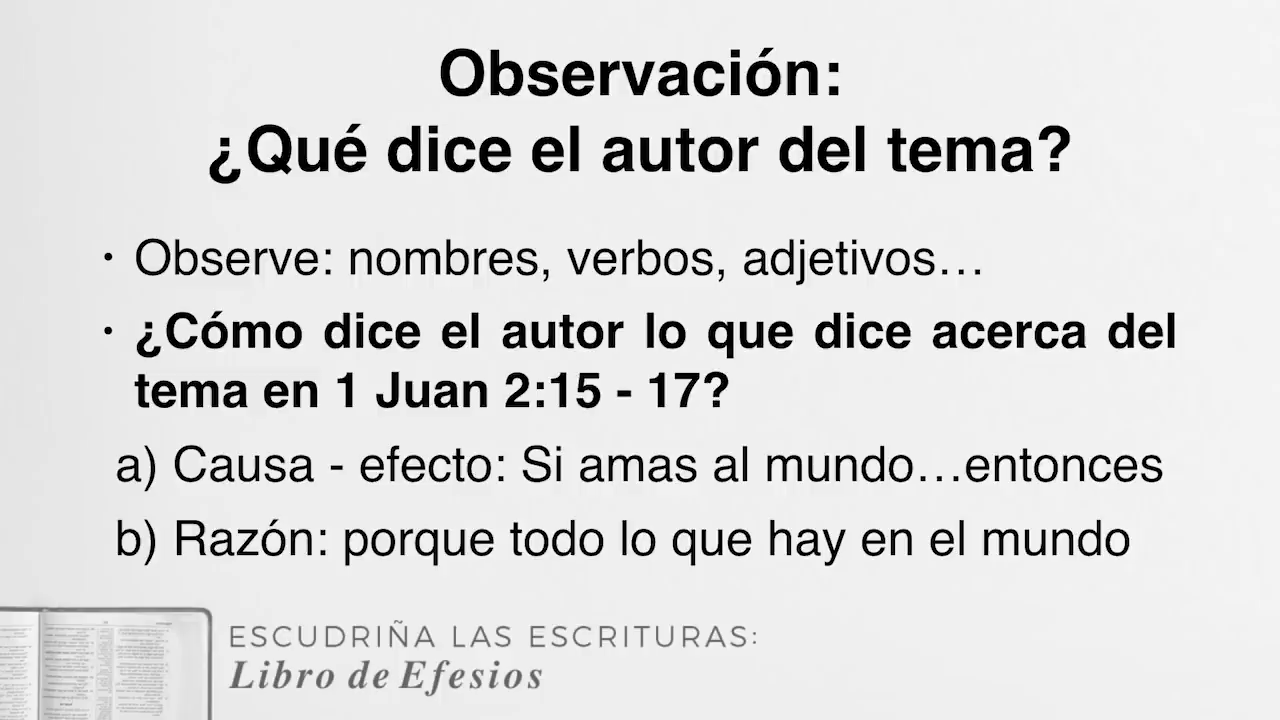 Observación:
¿Qué dice el autor del tema?
· Observe: nombres, verbos, adjetivos…
· ¿Cómo dice el autor lo que dice acerca del
tema en 1 Juan 2:15 - 17?
a) Causa - efecto: Si amas al mundo…entonces
b) Razón: porque todo lo que hay en el mundo
ESCUDRIÑA LAS ESCRITURAS:
Libro de Efesios